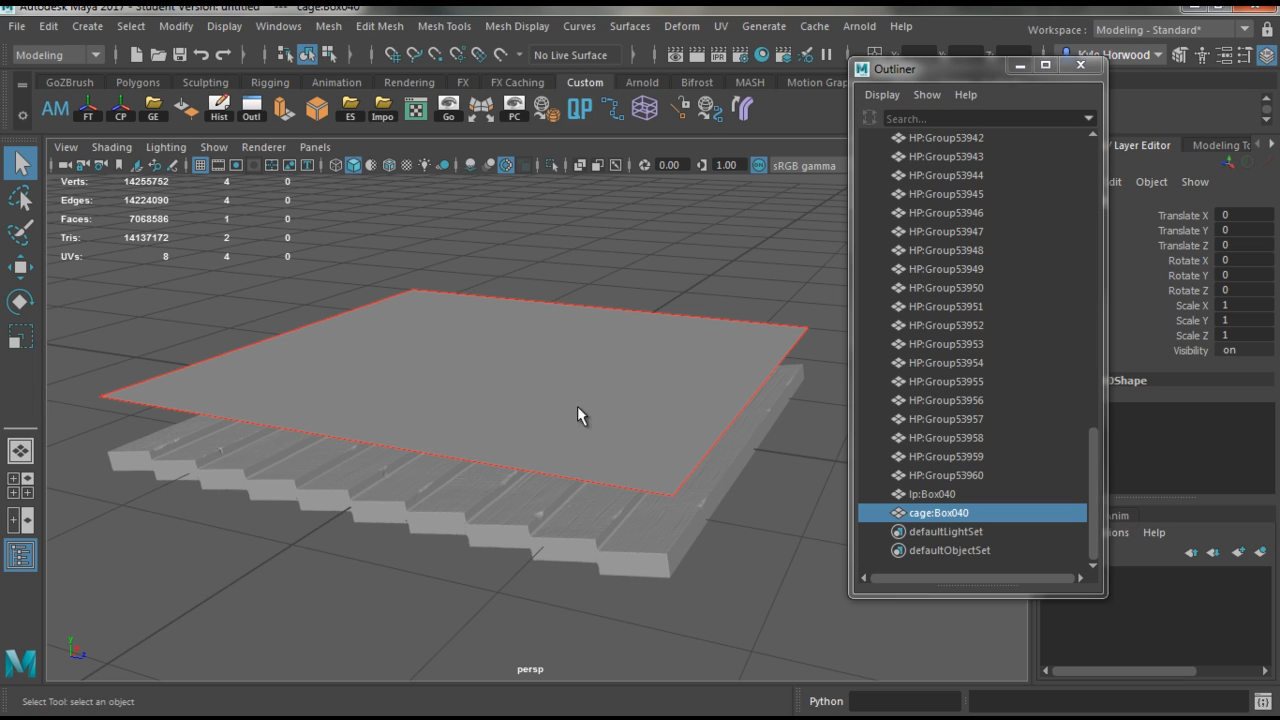 Autodesk Maya 2017 - Student Version: untitled --- cage:Box040
File Edit Create Select Modify Display Windows Mesh Edit Mesh Mesh Tools Mesh Display Curves Surfaces Deform UV Generate Cache Arnold Help
Workspace : Modeling - Standard*
Modeling
No Live Surface
Kyle Horwood
GoZBrush Polygons Sculpting Rigging Animation Rendering FX FX Caching Custom Arnold Bifrost MASH Motion Grap
AM FT CP GE Hist Outl ES Impo Go QP PC
View Shading Lighting Show Renderer Panels
0.00 1.00 sRGB gamma
Verts: 14255752 4 0
Edges: 14224090 4 0
Faces: 7068586 1 0
Tris: 14137172 2 0
UVs: 8 4 0
persp
Outliner
Display Show Help
Search...
HP:Group53942
HP:Group53943
HP:Group53944
HP:Group53945
HP:Group53946
HP:Group53947
HP:Group53948
HP:Group53949
HP:Group53950
HP:Group53951
HP:Group53952
HP:Group53953
HP:Group53954
HP:Group53955
HP:Group53956
HP:Group53957
HP:Group53958
HP:Group53959
HP:Group53960
lp:Box040
cage:Box040
defaultLightSet
defaultObjectSet
Layer Editor Modeling To
dit Object Show
Translate X 0
Translate Y 0
Translate Z 0
Rotate X 0
Rotate Y 0
Rotate Z 0
Scale X 1
Scale Y 1
Scale Z 1
Visibility on
0Shape
nim
ions Help
Select Tool: select an object
Python